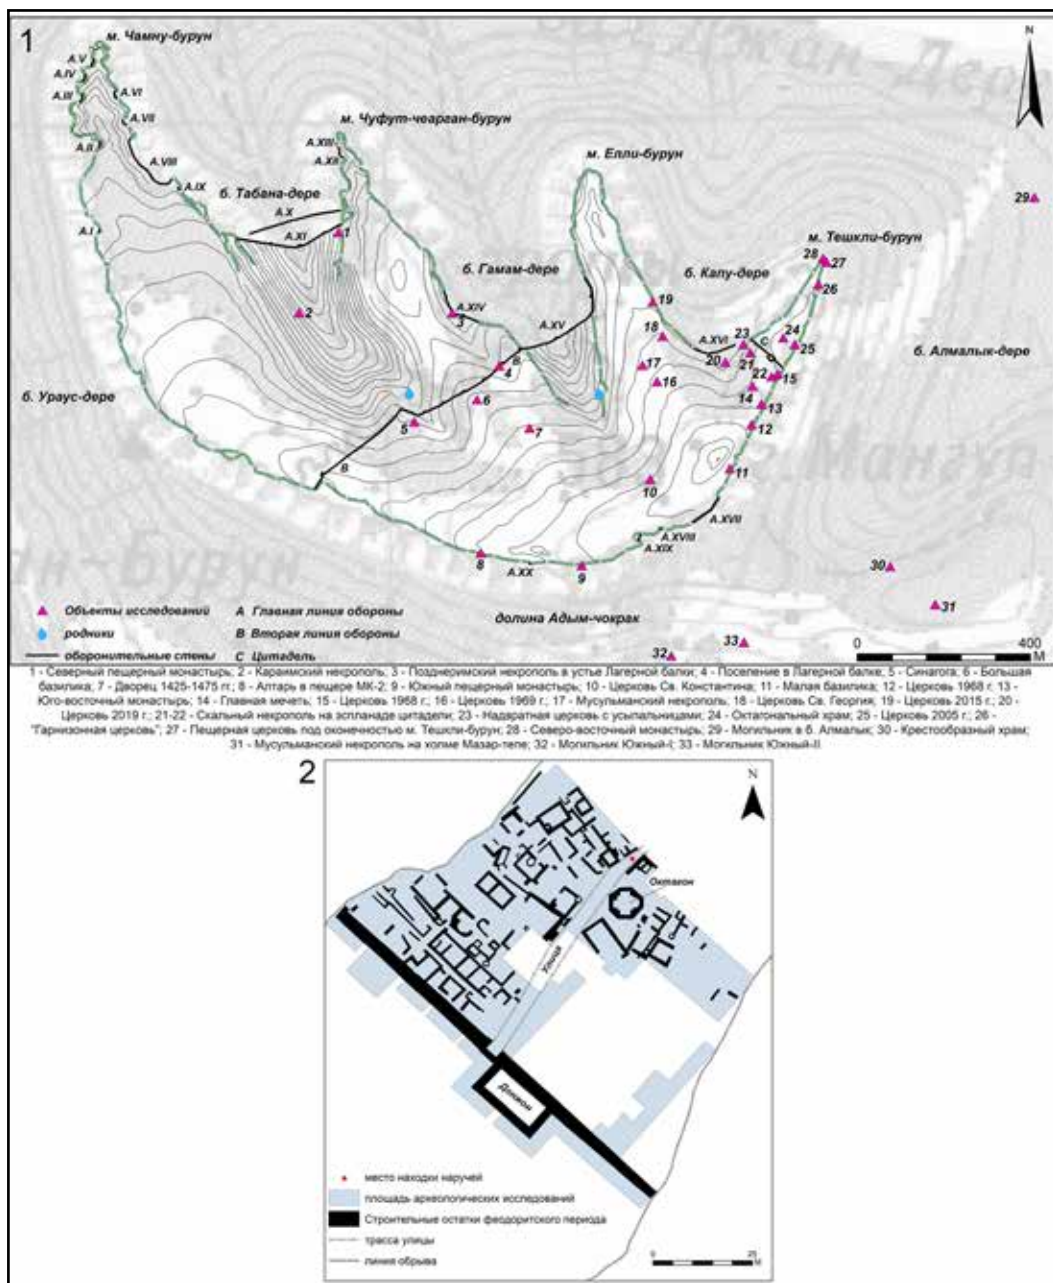 1
м. Чамну-бурун
N
Джан-Дере
А.V
А.IV
А.III
А.VI
А.VII
А.II
А.VIII
А.IX
А.I
м. Чуфут-чеарган-бурун
А.XIII
А.XII
б. Табана-дере
А.X
А.XI
1
2
м. Елли-бурун
29
м. Тешкли-бурун
28
27
26
б. Гамам-дере
б. Капу-дере
А.XIV
3
А.XV
19
18
А.XVI
23
24
С
25
20
21
22
15
б. Алмалык-дере
В
4
17
16
14
13
12
б. Ураус-дере
6
5
7
Мангуп
В
11
10
А.XVII
А.XVIII
А.XIX
8
А.XX
9
30
Бурун
31
долина Адым-чокрак
33
32
Объекты исследований
родники
оборонительные стены
А Главная линия обороны
В Вторая линия обороны
С Цитадель
0 400
М
1 - Северный пещерный монастырь; 2 - Караимский некрополь; 3 - Позднеримский некрополь в устье Лагерной балки; 4 - Поселение в Лагерной балке; 5 - Синагога; 6 - Большая
базилика; 7 - Дворец 1425-1475 гг.; 8 - Алтарь в пещере МК-2; 9 - Южный пещерный монастырь; 10 - Церковь Св. Константина; 11 - Малая базилика; 12 - Церковь 1968 г; 13 -
Юго-восточный монастырь; 14 - Главная мечеть; 15 - Церковь 1968 г.; 16 - Церковь 1969 г.; 17 - Мусульманский некрополь; 18 - Церковь Св. Георгия; 19 - Церковь 2015 г.; 20 -
Церковь 2019 г.; 21-22 - Скальный некрополь на эспланаде цитадели; 23 - Надвратная церковь с усыпальницами; 24 - Октагональный храм; 25 - Церковь 2005 г.; 26 -
"Гарнизонная церковь"; 27 - Пещерная церковь под оконечностью м. Тешкли-бурун; 28 - Северо-восточный монастырь; 29 - Могильник в б. Алмалык; 30 - Крестообразный храм;
31 - Мусульманский некрополь на холме Мазар-тепе; 32 - Могильник Южный-I; 33 - Могильник Южный-II
2
N
Октагон
Улица
Донжон
место находки наручей
площадь археологических исследований
Строительные остатки феодоритского периода
трасса улицы
линия обрыва
0 25
М